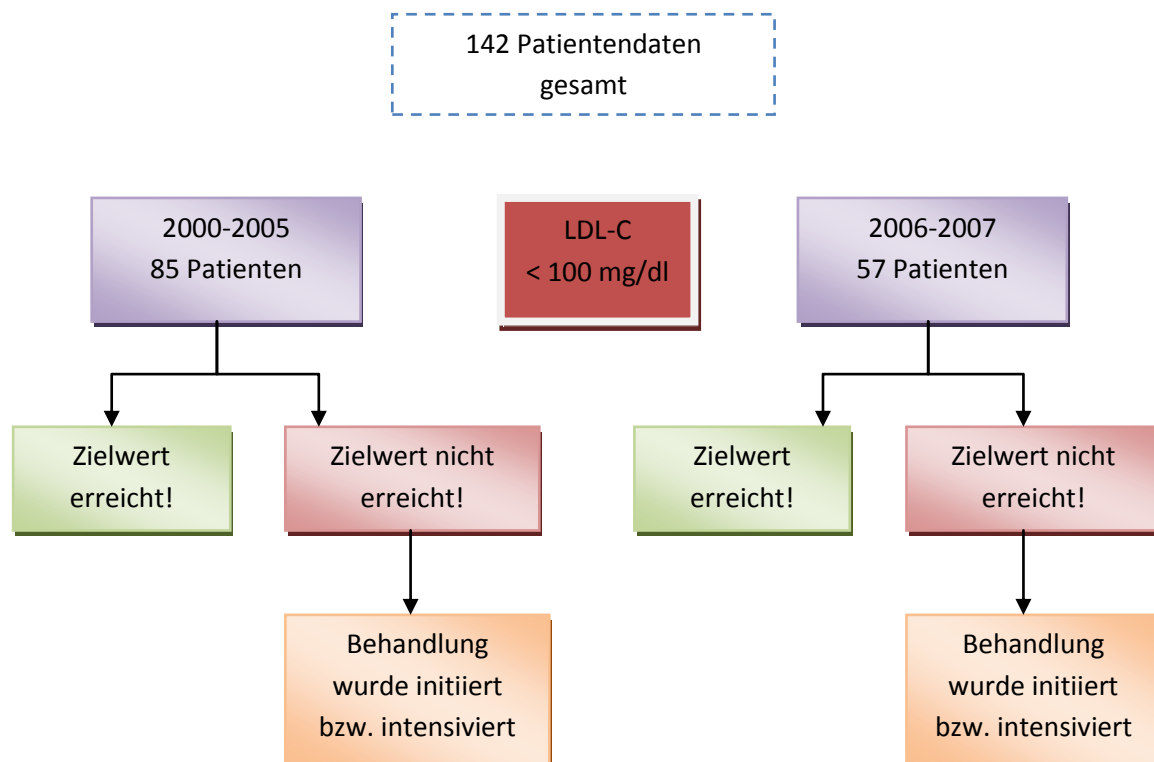 142 Patientendaten
gesamt
2000-2005
85 Patienten
LDL-C
< 100 mg/dl
2006-2007
57 Patienten
Zielwert
erreicht!
Zielwert nicht
erreicht!
Zielwert
erreicht!
Zielwert nicht
erreicht!
Behandlung
wurde initiiert
bzw. intensiviert
Behandlung
wurde initiiert
bzw. intensiviert